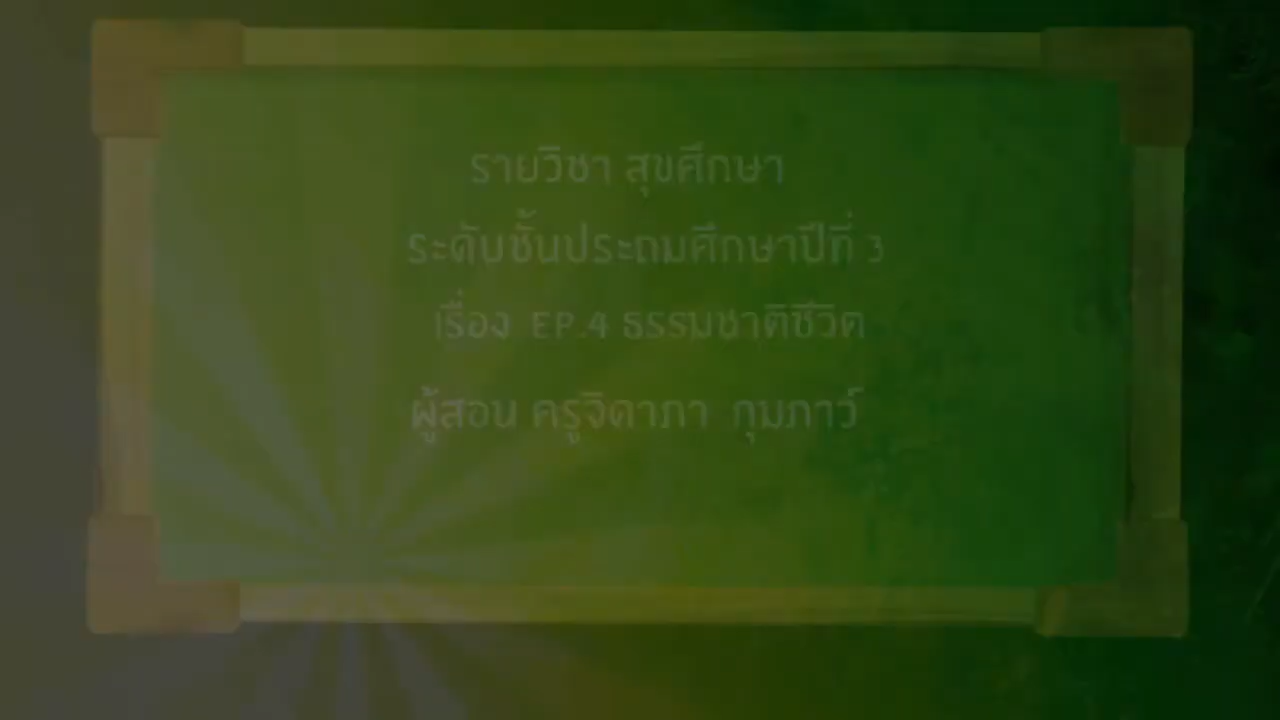 รายวิชา สุขศึกษา
ระดับชั้นประถมศึกษาปีที่ 3
เรื่อง EP.4 ธรรมชาติชีวิต
ผู้สอน ครูจิดาภา กุมภาว์